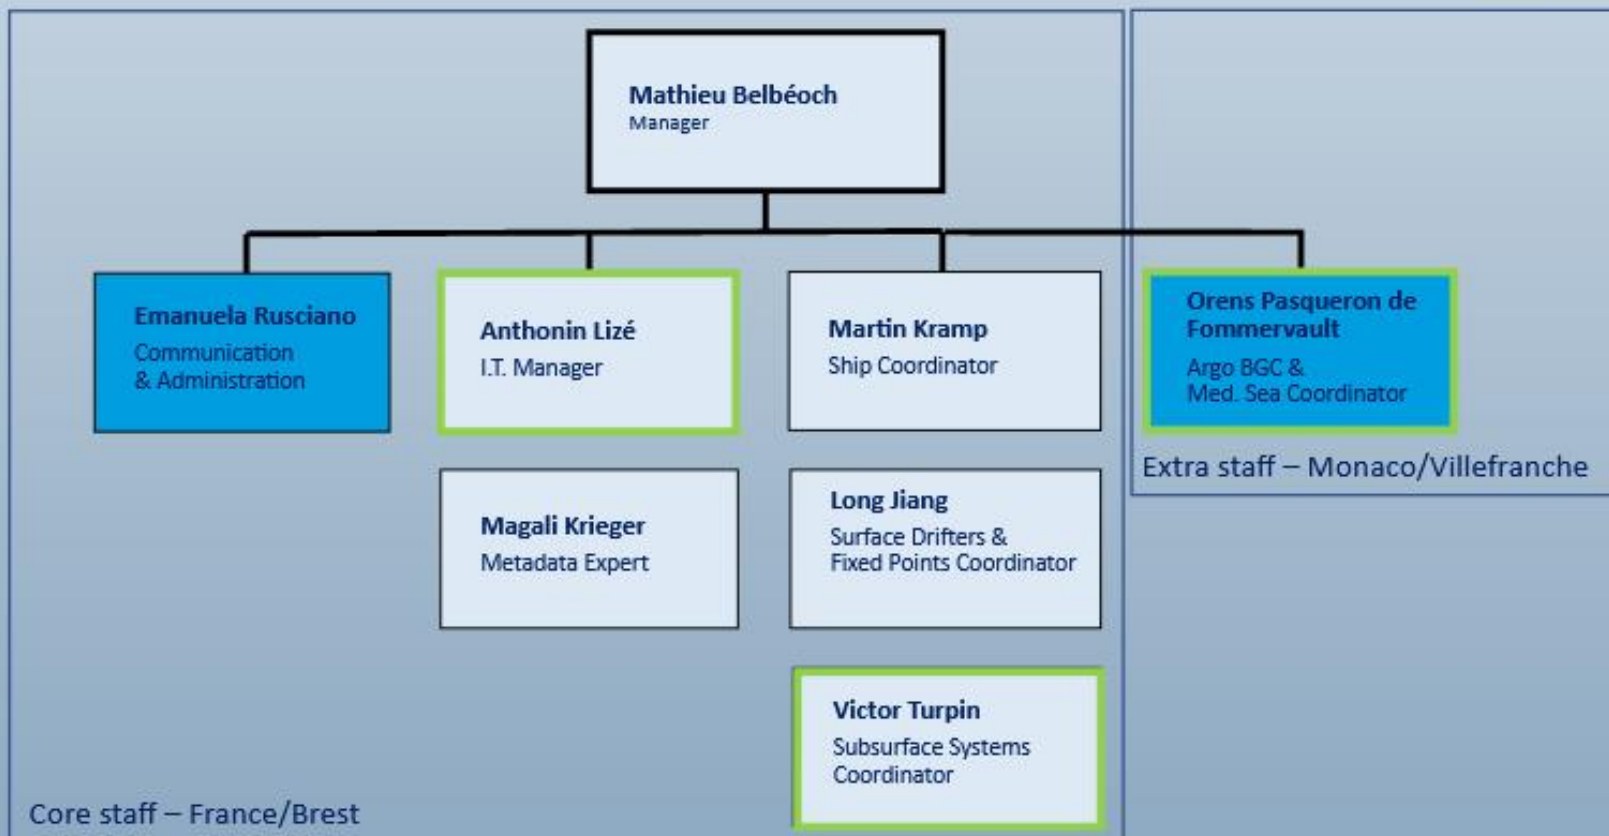 Mathieu Belbéoch
Manager
Emanuela Rusciano
Communication
& Administration
Anthonin Lizé
I.T. Manager
Martin Kramp
Ship Coordinator
Orens Pasqueron de
Fommervault
Argo BGC &
Med. Sea Coordinator
Extra staff – Monaco/Villefranche
Magali Krieger
Metadata Expert
Long Jiang
Surface Drifters &
Fixed Points Coordinator
Victor Turpin
Subsurface Systems
Coordinator
Core staff – France/Brest